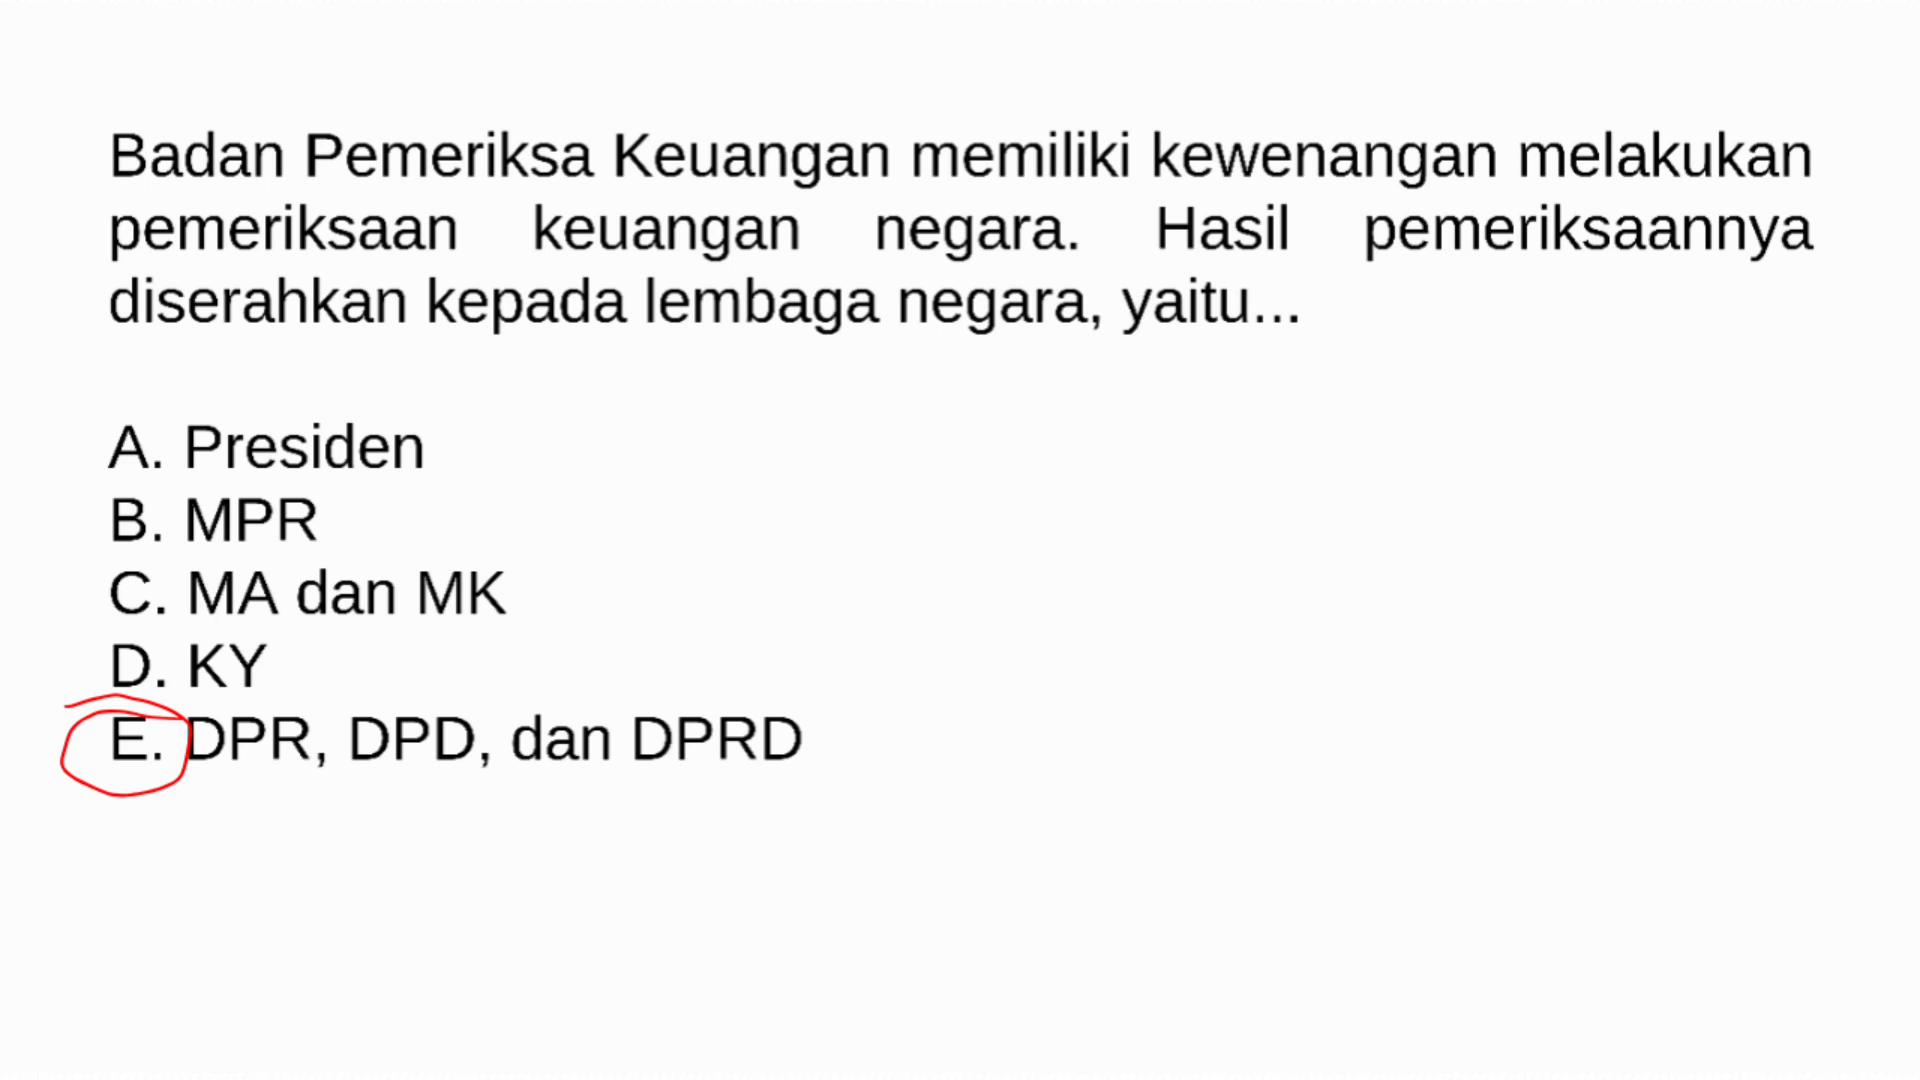 Badan Pemeriksa Keuangan memiliki kewenangan melakukan
pemeriksaan keuangan negara. Hasil pemeriksaannya
diserahkan kepada lembaga negara, yaitu...
A. Presiden
B. MPR
C. MA dan MK
D. KY
E. DPR, DPD, dan DPRD